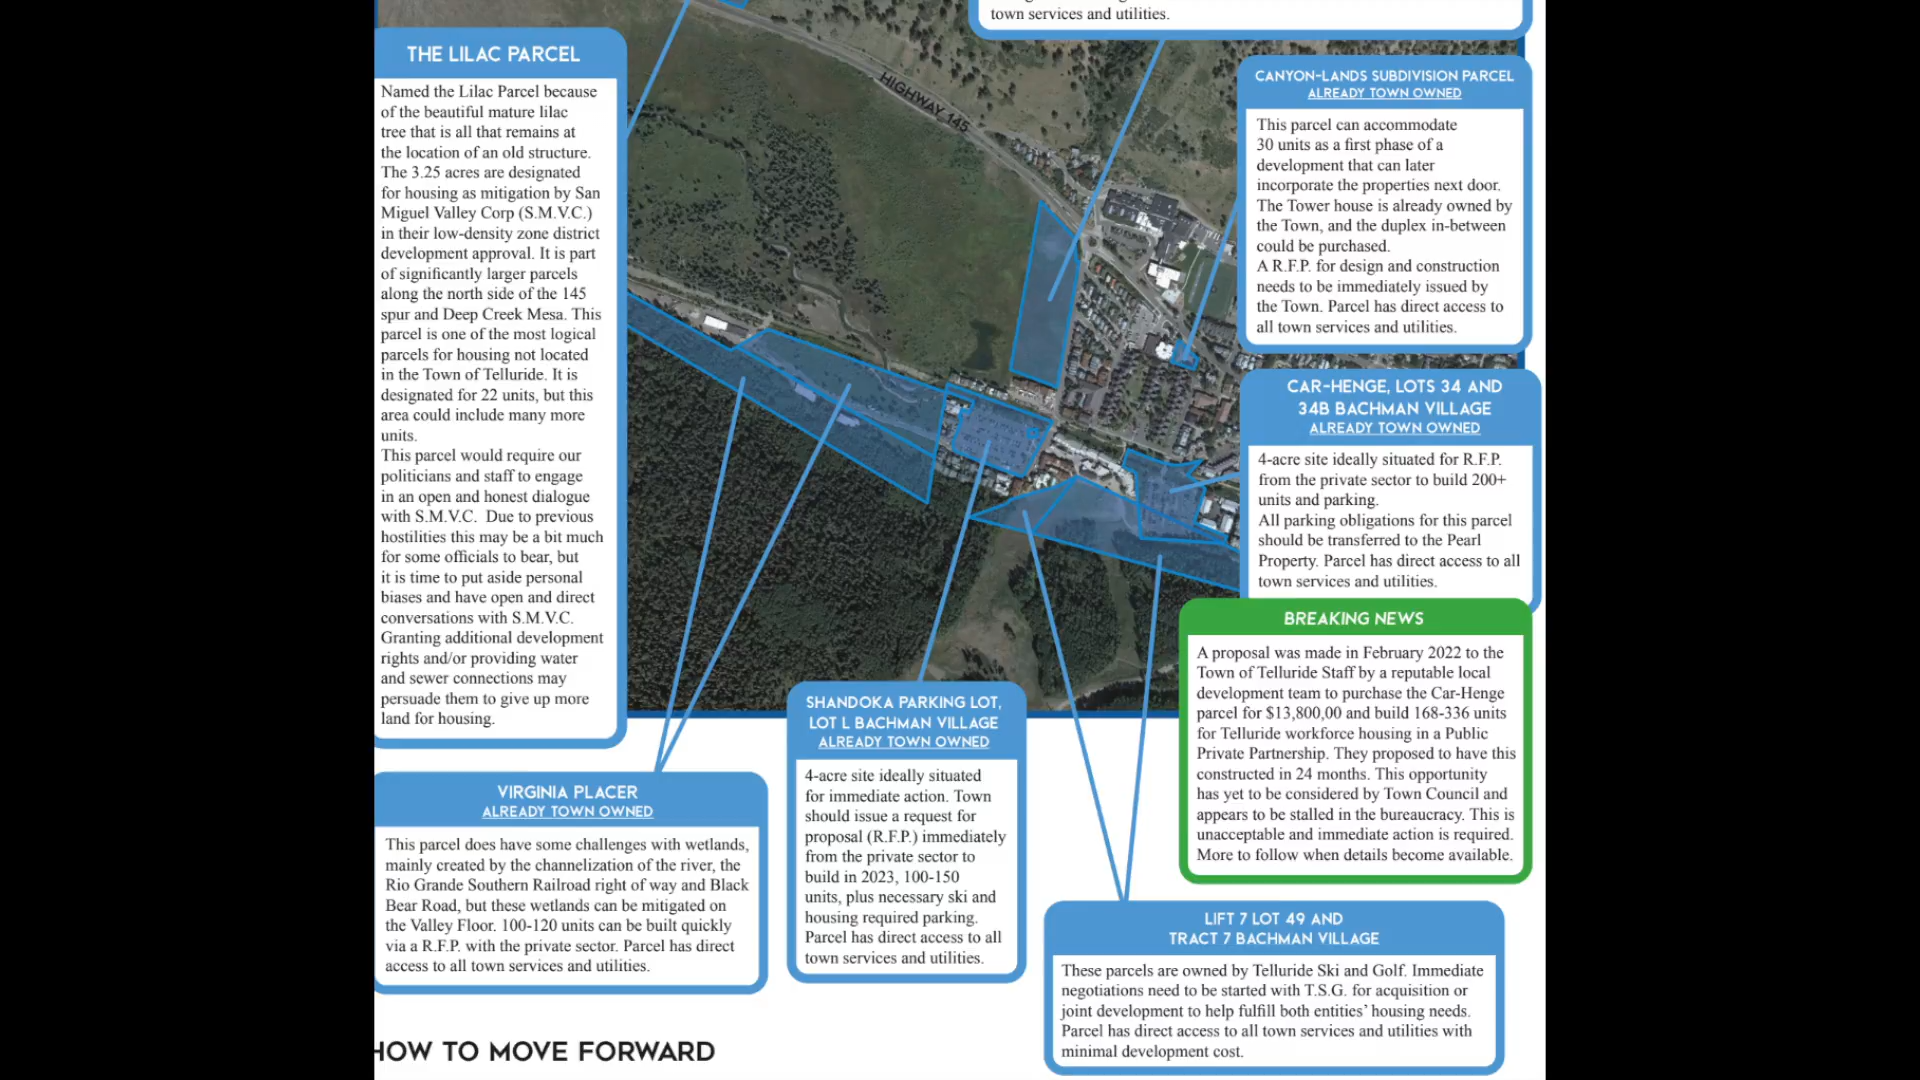 town services and utilities.
THE LILAC PARCEL
Named the Lilac Parcel because
of the beautiful mature lilac
tree that is all that remains at
the location of an old structure.
The 3.25 acres are designated
for housing as mitigation by San
Miguel Valley Corp (S.M.V.C.)
in their low-density zone district
development approval. It is part
of significantly larger parcels
along the north side of the 145
spur and Deep Creek Mesa. This
parcel is one of the most logical
parcels for housing not located
in the Town of Telluride. It is
designated for 22 units, but this
area could include many more
units.
This parcel would require our
politicians and staff to engage
in an open and honest dialogue
with S.M.V.C. Due to previous
hostilities this may be a bit much
for some officials to bear, but
it is time to put aside personal
biases and have open and direct
conversations with S.M.V.C.
Granting additional development
rights and/or providing water
and sewer connections may
persuade them to give up more
land for housing.
HIGHWAY 145
CANYON-LANDS SUBDIVISION PARCEL
ALREADY TOWN OWNED
This parcel can accommodate
30 units as a first phase of a
development that can later
incorporate the properties next door.
The Tower house is already owned by
the Town, and the duplex in-between
could be purchased.
A R.F.P. for design and construction
needs to be immediately issued by
the Town. Parcel has direct access to
all town services and utilities.
CAR-HENGE, LOTS 34 AND
34B BACHMAN VILLAGE
ALREADY TOWN OWNED
4-acre site ideally situated for R.F.P.
from the private sector to build 200+
units and parking.
All parking obligations for this parcel
should be transferred to the Pearl
Property. Parcel has direct access to all
town services and utilities.
BREAKING NEWS
A proposal was made in February 2022 to the
Town of Telluride Staff by a reputable local
development team to purchase the Car-Henge
parcel for $13,800,00 and build 168-336 units
for Telluride workforce housing in a Public
Private Partnership. They proposed to have this
constructed in 24 months. This opportunity
has yet to be considered by Town Council and
appears to be stalled in the bureaucracy. This is
unacceptable and immediate action is required.
More to follow when details become available.
VIRGINIA PLACER
ALREADY TOWN OWNED
This parcel does have some challenges with wetlands,
mainly created by the channelization of the river, the
Rio Grande Southern Railroad right of way and Black
Bear Road, but these wetlands can be mitigated on
the Valley Floor. 100-120 units can be built quickly
via a R.F.P. with the private sector. Parcel has direct
access to all town services and utilities.
SHANDOKA PARKING LOT,
LOT L BACHMAN VILLAGE
ALREADY TOWN OWNED
4-acre site ideally situated
for immediate action. Town
should issue a request for
proposal (R.F.P.) immediately
from the private sector to
build in 2023, 100-150
units, plus necessary ski and
housing required parking.
Parcel has direct access to all
town services and utilities.
LIFT 7 LOT 49 AND
TRACT 7 BACHMAN VILLAGE
These parcels are owned by Telluride Ski and Golf. Immediate
negotiations need to be started with T.S.G. for acquisition or
joint development to help fulfill both entities' housing needs.
Parcel has direct access to all town services and utilities with
minimal development cost.
HOW TO MOVE FORWARD